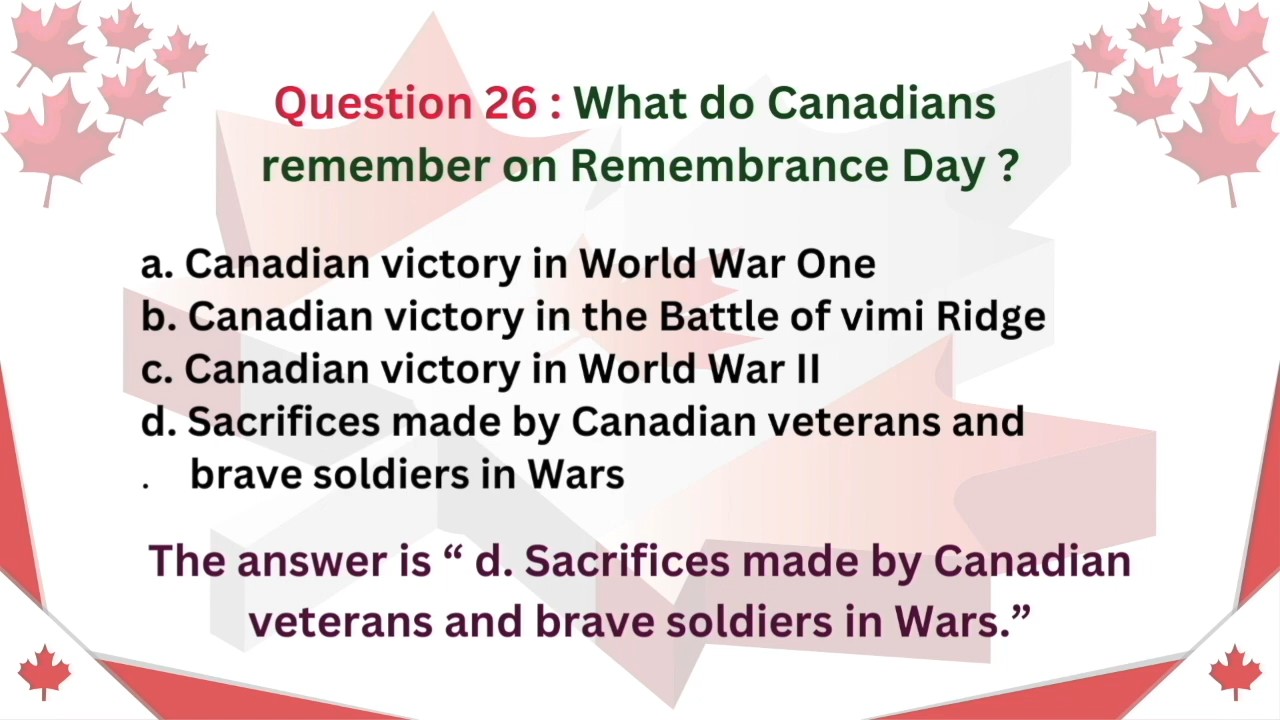 Question 26 : What do Canadians
remember on Remembrance Day ?
a. Canadian victory in World War One
b. Canadian victory in the Battle of vimi Ridge
c. Canadian victory in World War II
d. Sacrifices made by Canadian veterans and
. brave soldiers in Wars
The answer is “ d. Sacrifices made by Canadian
veterans and brave soldiers in Wars.”